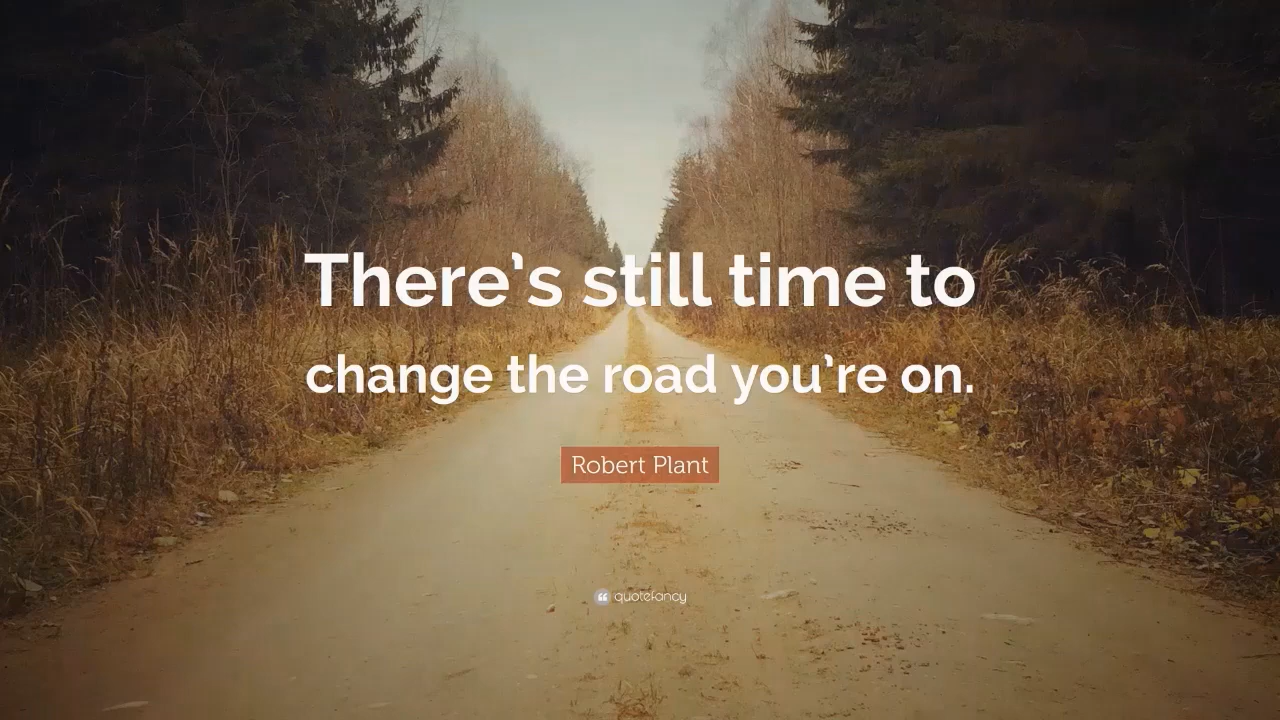 There’s still time to
change the road you’re on.
Robert Plant
quotefancy